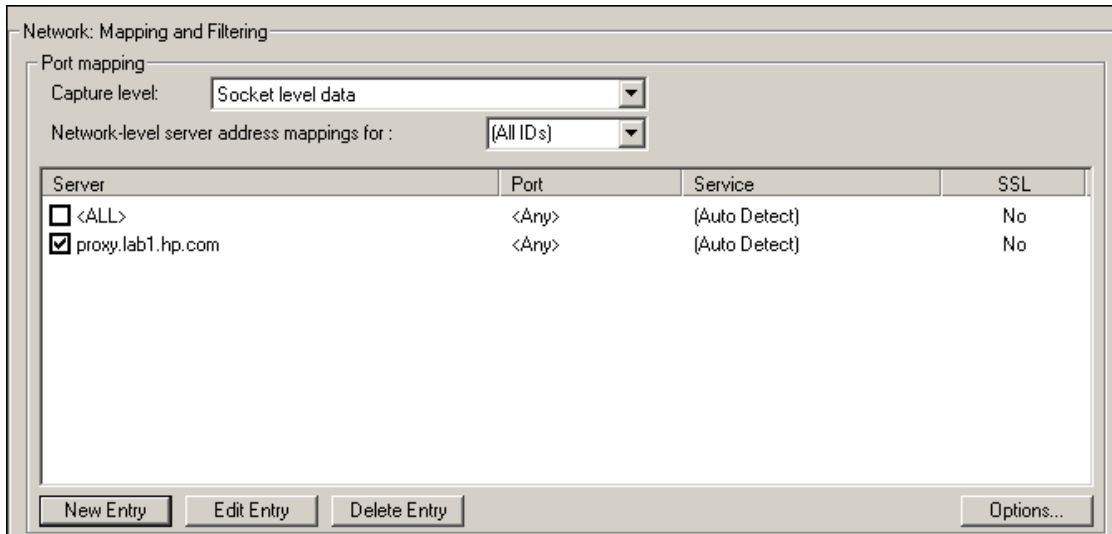 Network: Mapping and Filtering
Port mapping
Capture level: Socket level data
Network-level server address mappings for : (All IDs)
Server Port Service SSL
<ALL> <Any> (Auto Detect) No
proxy.lab1.hp.com <Any> (Auto Detect) No
New Entry Edit Entry Delete Entry Options...